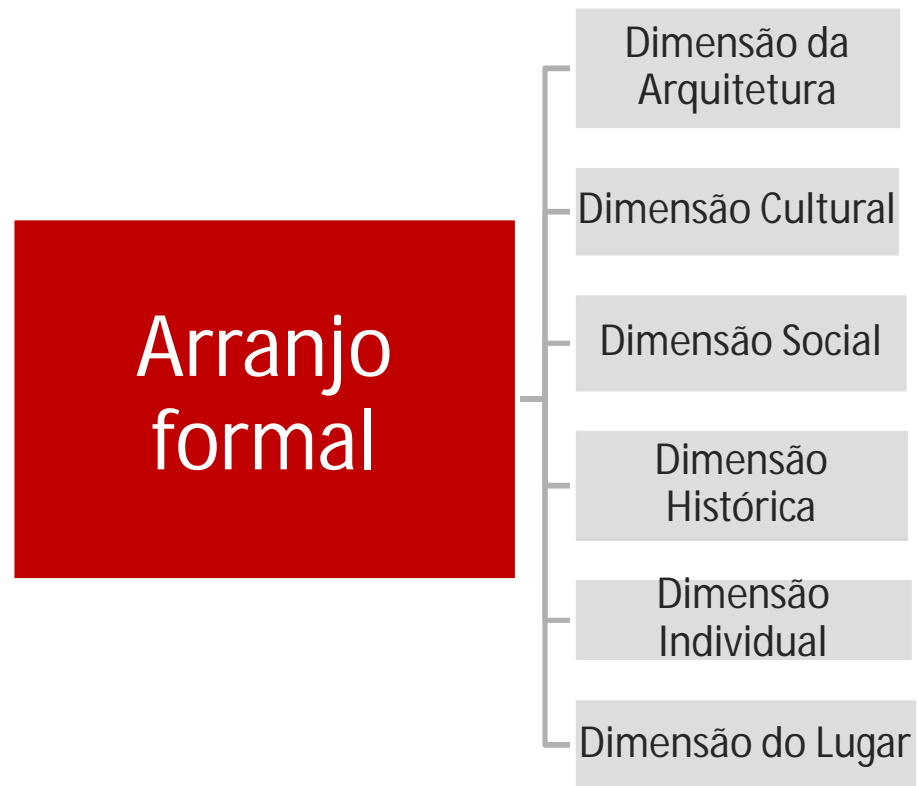 Arranjo
formal
Dimensão da
Arquitetura
Dimensão Cultural
Dimensão Social
Dimensão
Histórica
Dimensão
Individual
Dimensão do Lugar